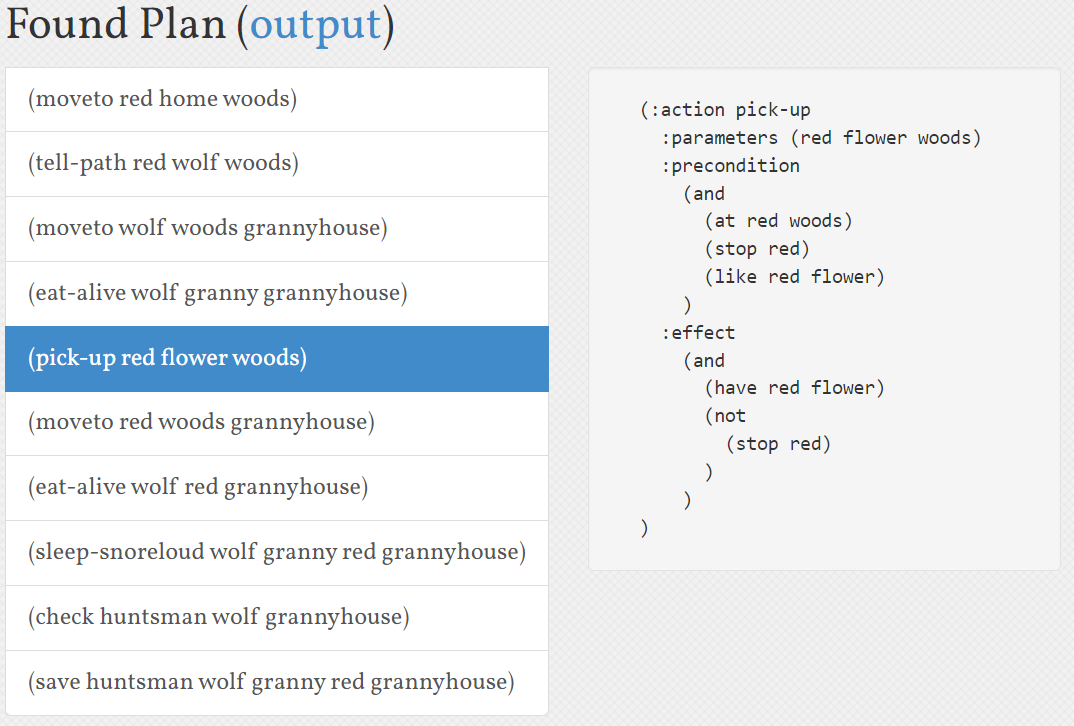 Found Plan (output)
(moveto red home woods)
(tell-path red wolf woods)
(moveto wolf woods grannyhouse)
(eat-alive wolf granny grannyhouse)
(pick-up red flower woods)
(moveto red woods grannyhouse)
(eat-alive wolf red grannyhouse)
(sleep-snoreloud wolf granny red grannyhouse)
(check huntsman wolf grannyhouse)
(save huntsman wolf granny red grannyhouse)
(:action pick-up
  :parameters (red flower woods)
  :precondition
    (and
      (at red woods)
      (stop red)
      (like red flower)
    )
  :effect
    (and
      (have red flower)
      (not
        (stop red)
      )
    )
)